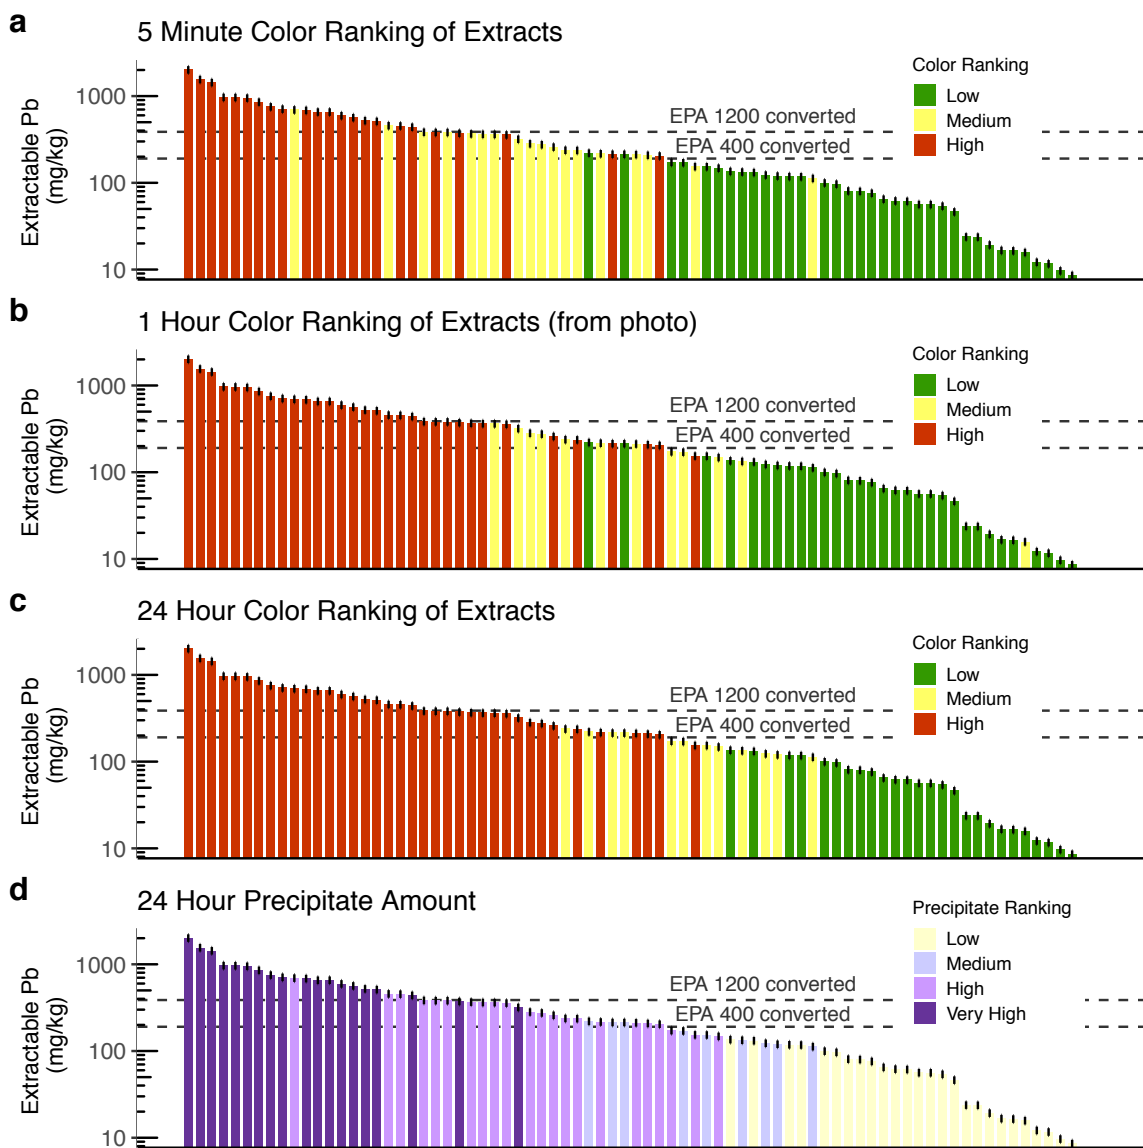 a
5 Minute Color Ranking of Extracts
Extractable Pb
(mg/kg)
1000
100
10
EPA 1200 converted
EPA 400 converted
Color Ranking
Low
Medium
High
b
1 Hour Color Ranking of Extracts (from photo)
Extractable Pb
(mg/kg)
1000
100
10
EPA 1200 converted
EPA 400 converted
Color Ranking
Low
Medium
High
c
24 Hour Color Ranking of Extracts
Extractable Pb
(mg/kg)
1000
100
10
EPA 1200 converted
EPA 400 converted
Color Ranking
Low
Medium
High
d
24 Hour Precipitate Amount
Extractable Pb
(mg/kg)
1000
100
10
EPA 1200 converted
EPA 400 converted
Precipitate Ranking
Low
Medium
High
Very High